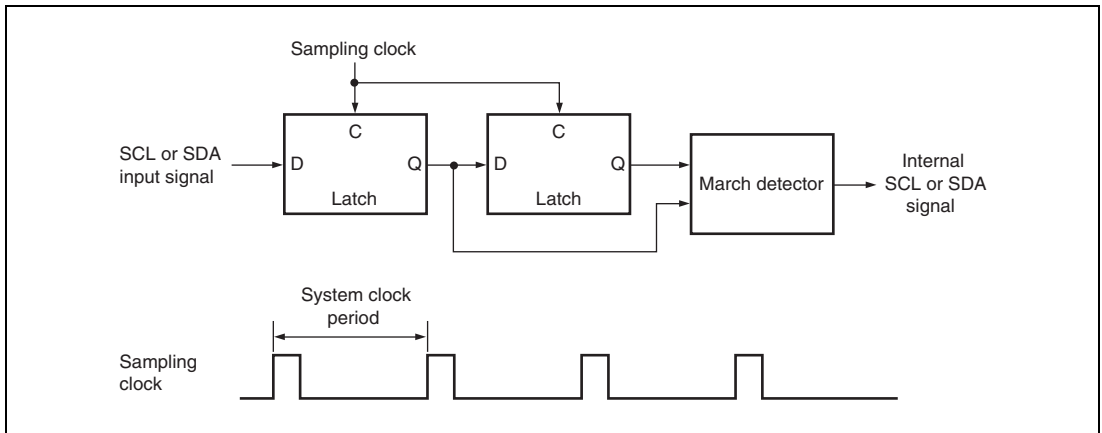 Sampling clock
SCL or SDA
input signal
C
D
Q
Latch
C
D
Q
Latch
March detector
Internal
SCL or SDA
signal
System clock
period
Sampling
clock